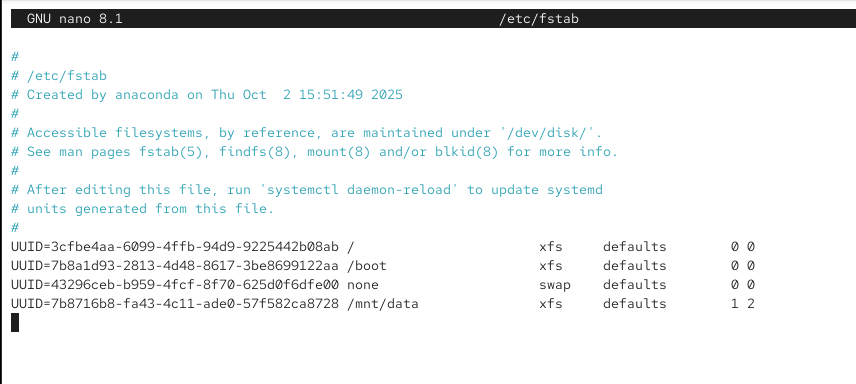 GNU nano 8.1 /etc/fstab
#
# /etc/fstab
# Created by anaconda on Thu Oct  2 15:51:49 2025
#
# Accessible filesystems, by reference, are maintained under '/dev/disk/'.
# See man pages fstab(5), findfs(8), mount(8) and/or blkid(8) for more info.
#
# After editing this file, run 'systemctl daemon-reload' to update systemd
# units generated from this file.
#
UUID=3cfbe4aa-6099-4ffb-94d9-9225442b08ab /                       xfs     defaults        0 0
UUID=7b8a1d93-2813-4d48-8617-3be8699122aa /boot                   xfs     defaults        0 0
UUID=43296ceb-b959-4fcf-8f70-625d0f6dfe00 none                    swap    defaults        0 0
UUID=7b8716b8-fa43-4c11-ade0-57f582ca8728 /mnt/data               xfs     defaults        1 2